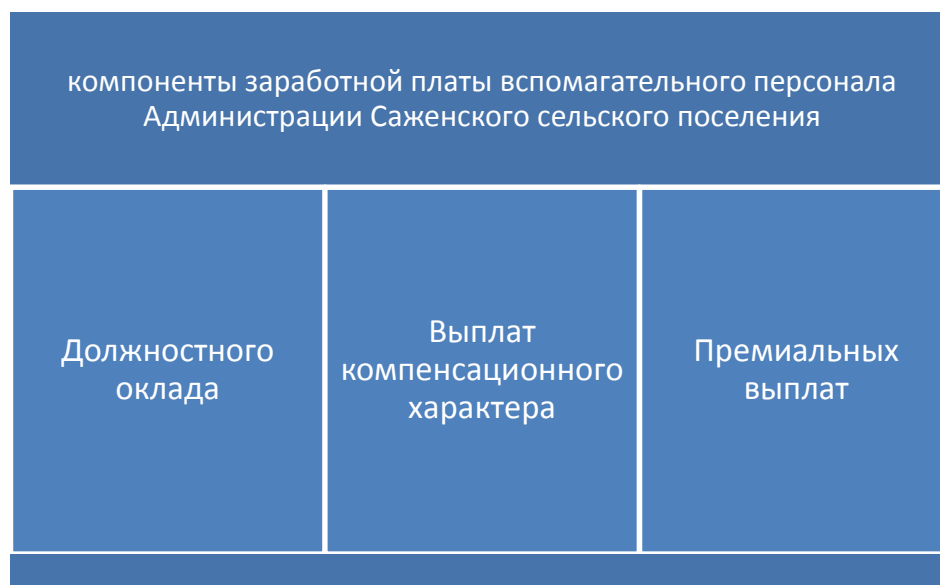 компоненты заработной платы вспомагательного персонала
Администрации Саженского сельского поселения
Должностного
оклада
Выплат
компенсационного
характера
Премиальных
выплат